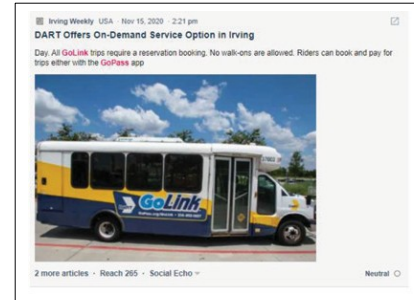 Irving Weekly USA · Nov 15, 2020 · 2:21 pm
DART Offers On-Demand Service Option in Irving
Day. All GoLink trips require a reservation booking. No walk-ons are allowed. Riders can book and pay for
trips either with the GoPass app
GoLink
2 more articles · Reach 265 · Social Echo
Neutral